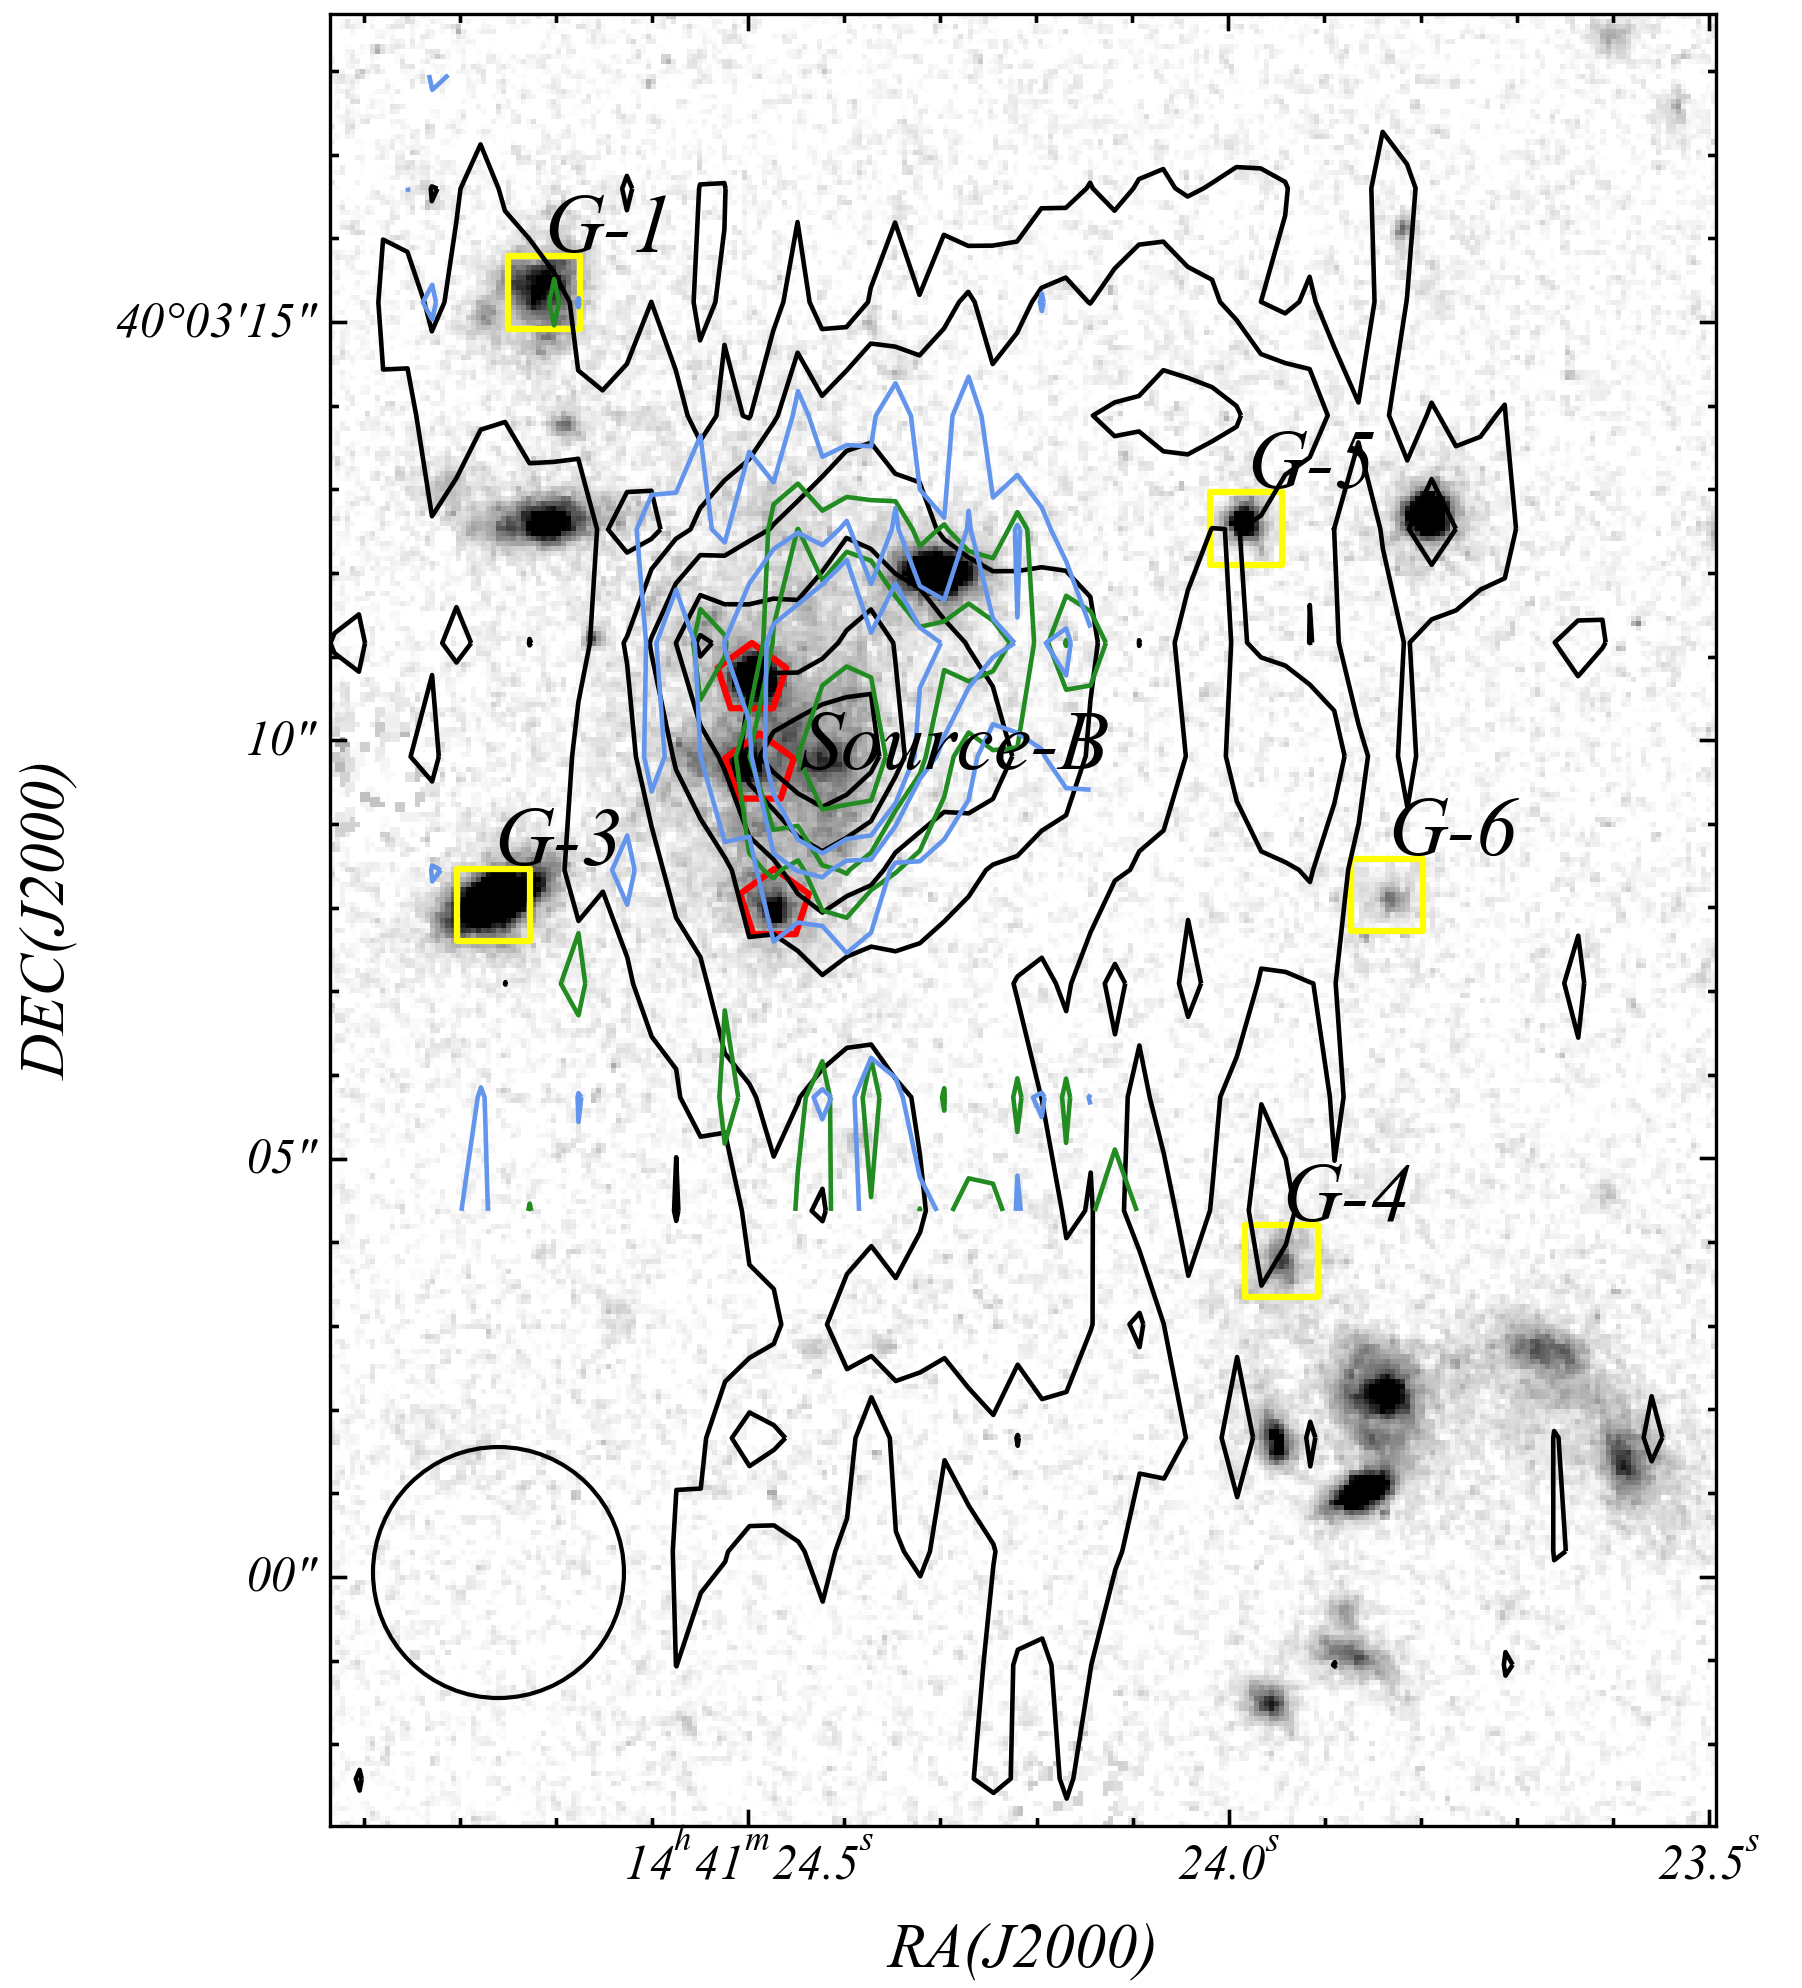 G-1
40°03'15"
G-5
Source-B
10"
G-6
G-3
DEC(J2000)
05"
G-4
00"
14h41m24.5s
24.0s
23.5s
RA(J2000)